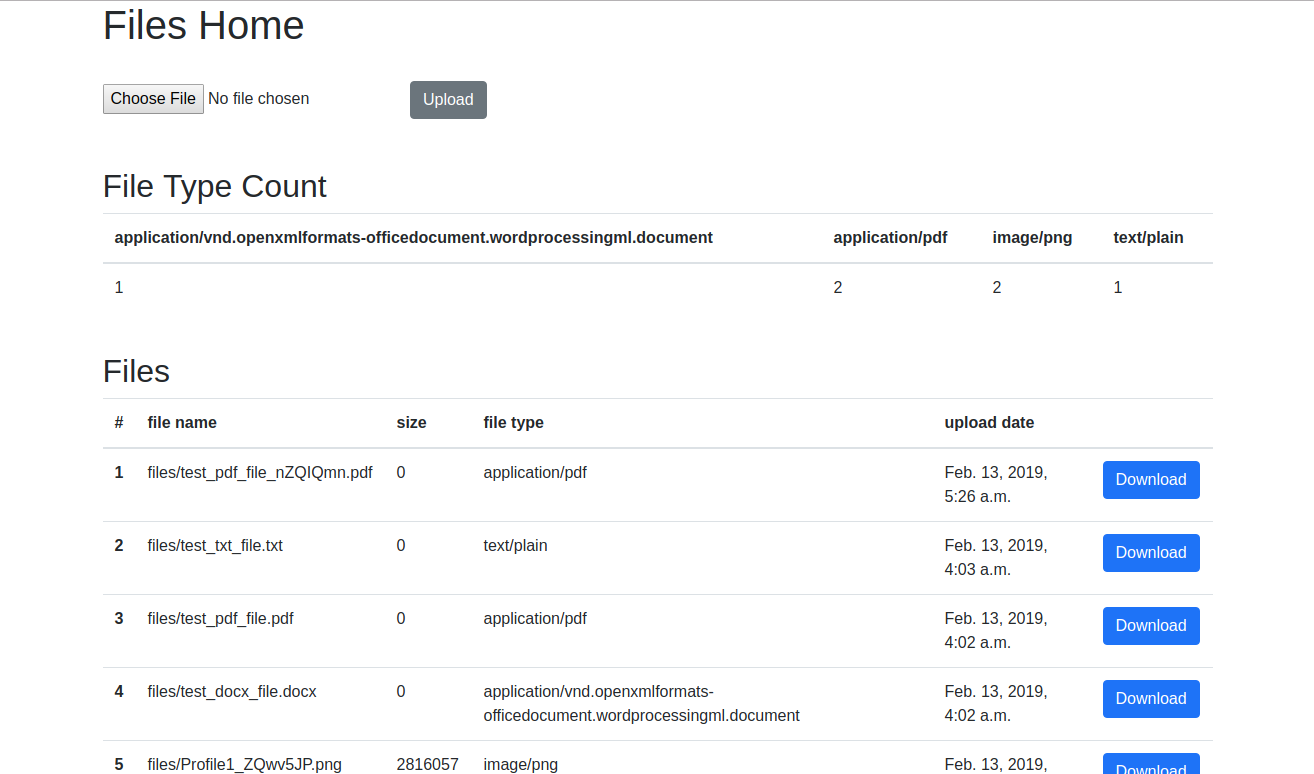 Files Home
Choose File No file chosen Upload
File Type Count
application/vnd.openxmlformats-officedocument.wordprocessingml.document application/pdf image/png text/plain
1 2 2 1
Files
# file name size file type upload date
1 files/test_pdf_file_nZQIQmn.pdf 0 application/pdf Feb. 13, 2019, Download
5:26 a.m.
2 files/test_txt_file.txt 0 text/plain Feb. 13, 2019, Download
4:03 a.m.
3 files/test_pdf_file.pdf 0 application/pdf Feb. 13, 2019, Download
4:02 a.m.
4 files/test_docx_file.docx 0 application/vnd.openxmlformats- Feb. 13, 2019, Download
officedocument.wordprocessingml.document 4:02 a.m.
5 files/Profile1_ZQwv5JP.png 2816057 image/png Feb. 13, 2019, Download